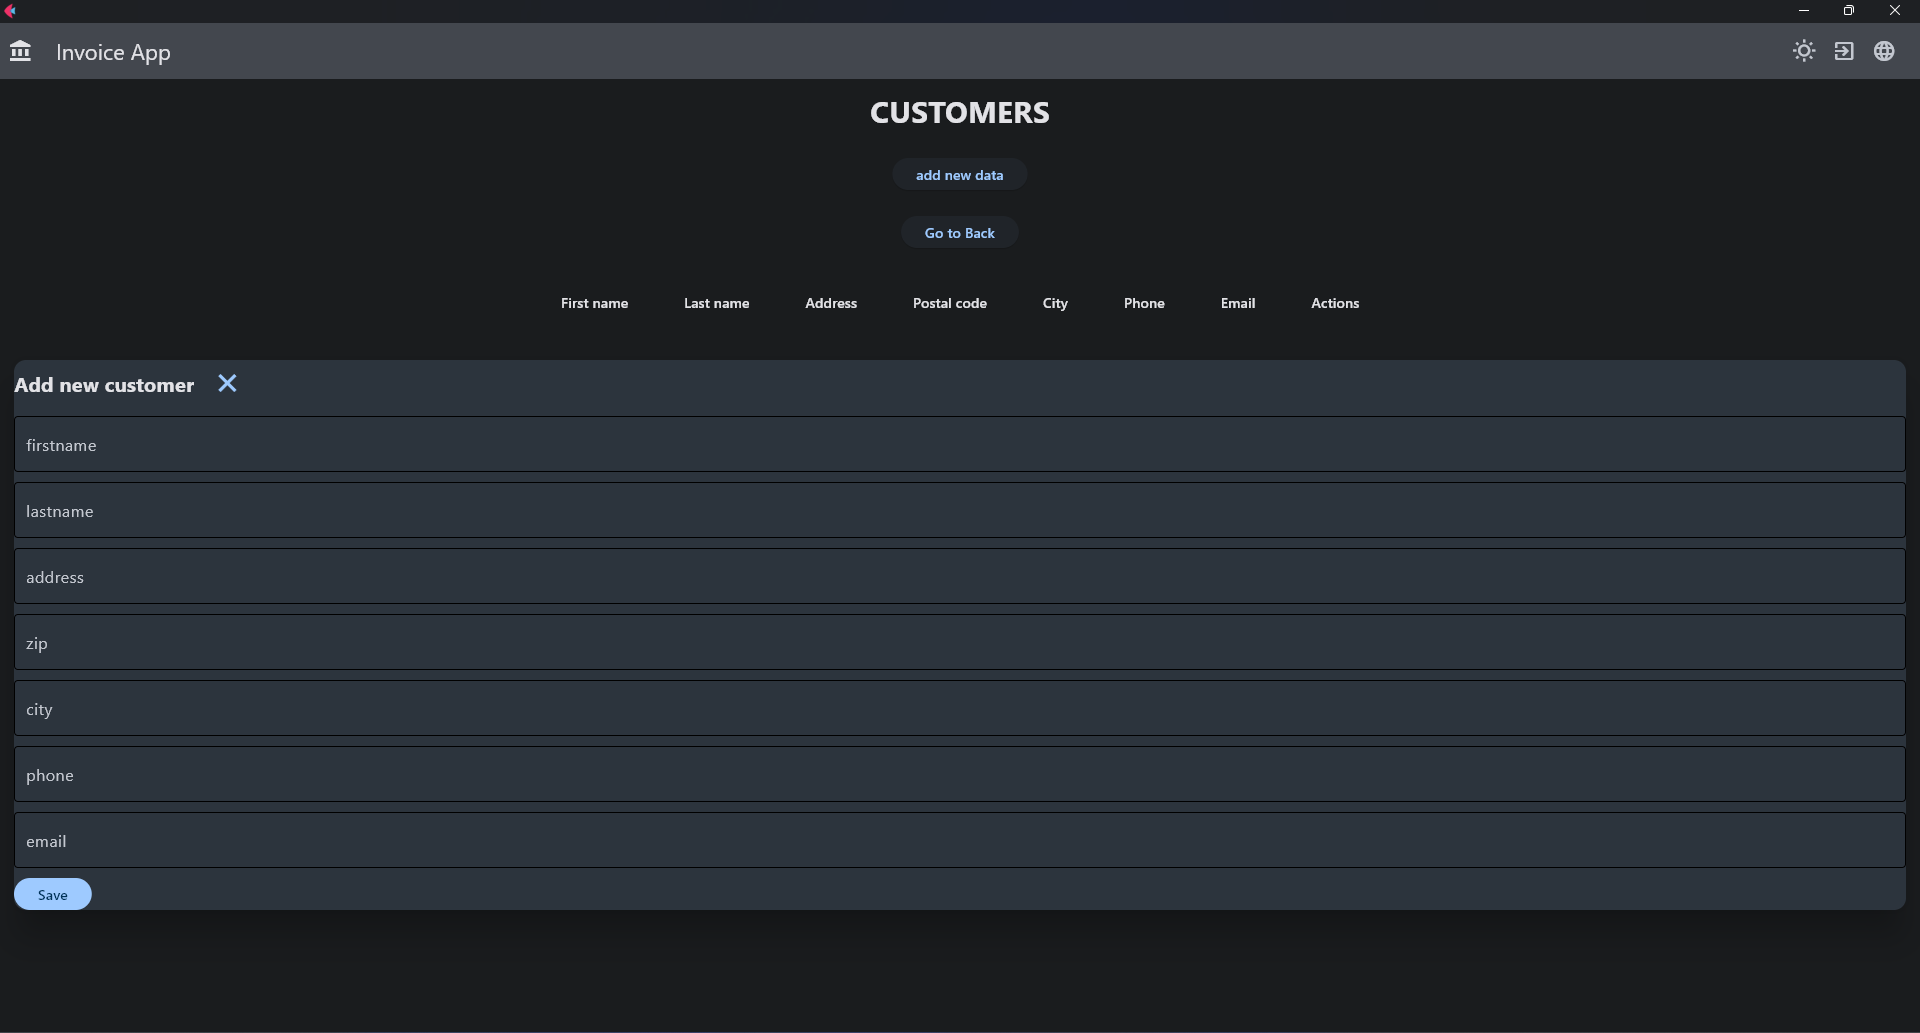 Invoice App
CUSTOMERS
add new data
Go to Back
First name Last name Address Postal code City Phone Email Actions
Add new customer
firstname
lastname
address
zip
city
phone
email
Save